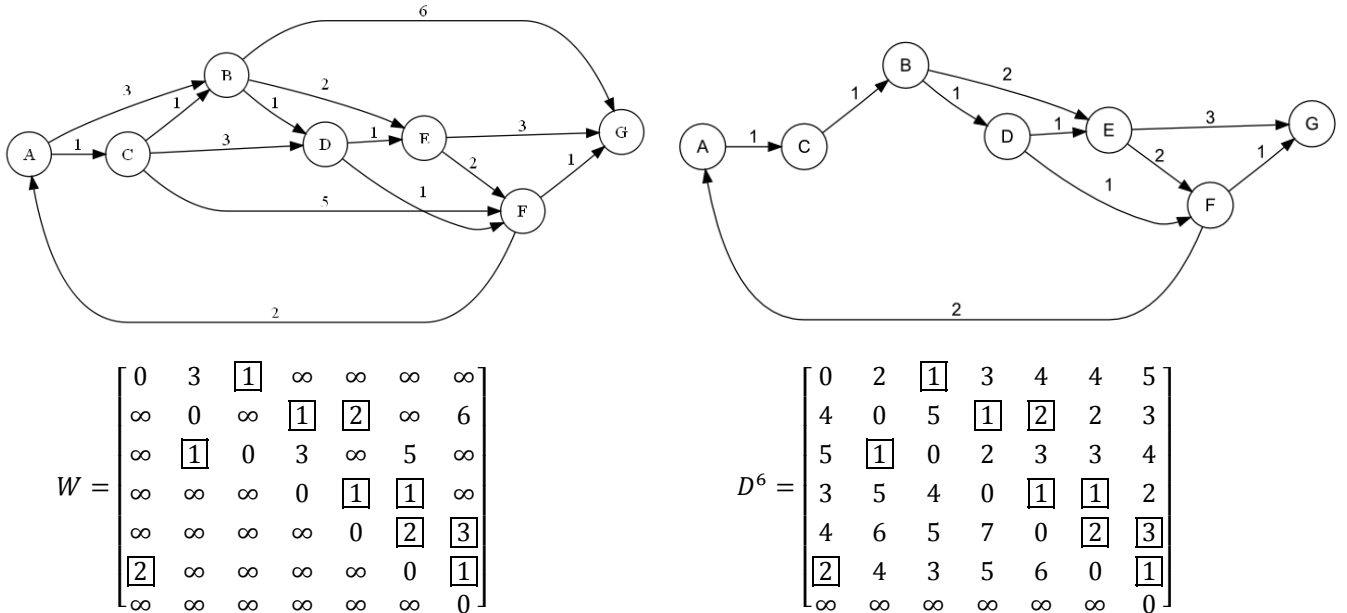 6
3
1
1
3
1
2
1
3
5
1
2
1
3
2
A
B
C
D
E
F
G
1
1
1
2
1
1
3
2
1
2
A
B
C
D
E
F
G
W = [ 0 3 1 ∞ ∞ ∞ ∞ ]
∞ 0 ∞ 1 2 ∞ 6
∞ 1 0 3 ∞ 5 ∞
∞ ∞ ∞ 0 1 1 ∞
∞ ∞ ∞ ∞ 0 2 3
2 ∞ ∞ ∞ ∞ 0 1
∞ ∞ ∞ ∞ ∞ ∞ 0
D⁶ = [ 0 2 1 3 4 4 5 ]
4 0 5 1 2 2 3
5 1 0 2 3 3 4
3 5 4 0 1 1 2
4 6 5 7 0 2 3
2 4 3 5 6 0 1
∞ ∞ ∞ ∞ ∞ ∞ 0